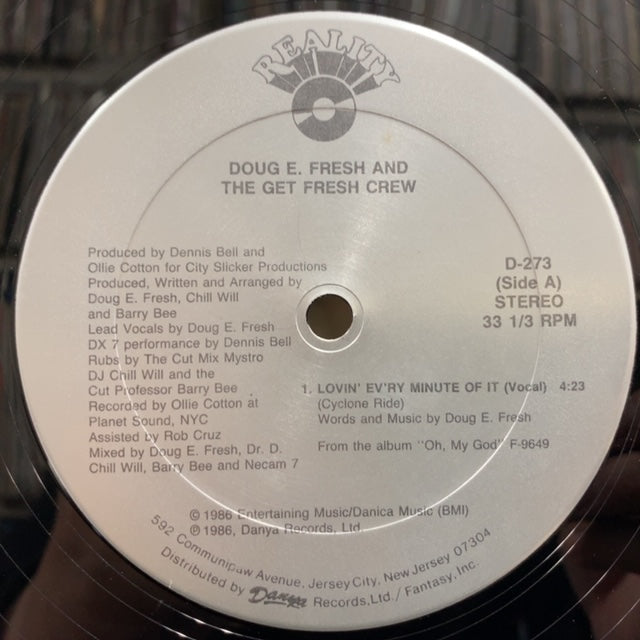 REALITY
DOUG E. FRESH AND
THE GET FRESH CREW
Produced by Dennis Bell and
Ollie Cotton for City Slicker Productions
Produced, Written and Arranged by
Doug E. Fresh, Chill Will
and Barry Bee
Lead Vocals by Doug E. Fresh
DX 7 performance by Dennis Bell
Rubs by The Cut Mix Mystro
DJ Chill Will and the
Cut Professor Barry Bee
Recorded by Ollie Cotton at
Planet Sound, NYC
Assisted by Rob Cruz
Mixed by Doug E. Fresh, Dr. D.
Chill Will, Barry Bee and Necam 7
D-273
(Side A)
STEREO
33 1/3 RPM
1. LOVIN' EV'RY MINUTE OF IT (Vocal) 4:23
(Cyclone Ride)
Words and Music by Doug E. Fresh
From the album "Oh, My God" F-9649
© 1986 Entertaining Music/Danica Music (BMI)
℗ 1986, Danya Records, Ltd.
592 Communipaw Avenue, Jersey City, New Jersey 07304
Distributed by Danya Records, Ltd./Fantasy, Inc.